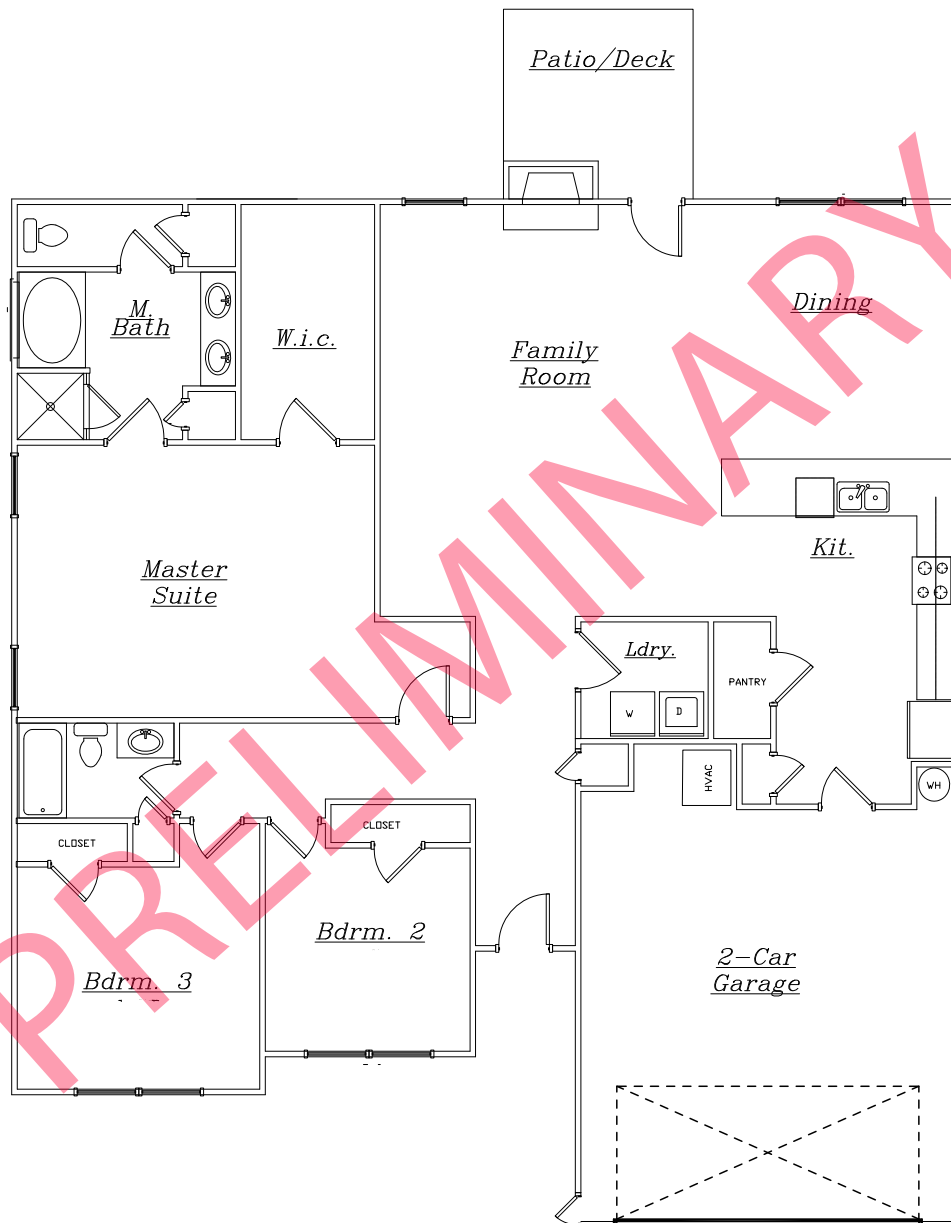 Patio/Deck
M.
Bath
W.i.c.
Family
Room
Dining
Kit.
Master
Suite
Ldry.
PANTRY
W
D
HVAC
WH
CLOSET
CLOSET
Bdrm. 2
Bdrm. 3
2-Car
Garage
PRELIMINARY